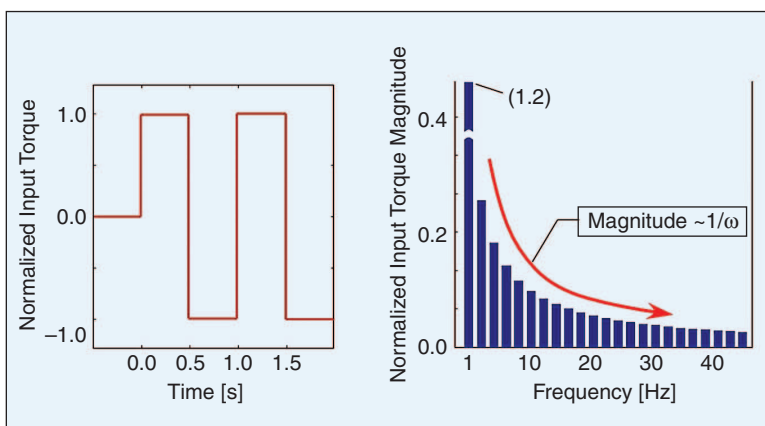 Normalized Input Torque
1.0
0.0
–1.0
0.0 0.5 1.0 1.5
Time [s]
Normalized Input Torque Magnitude
(1.2)
0.4
0.2
0.0
Magnitude ~1/ω
1 10 20 30 40
Frequency [Hz]